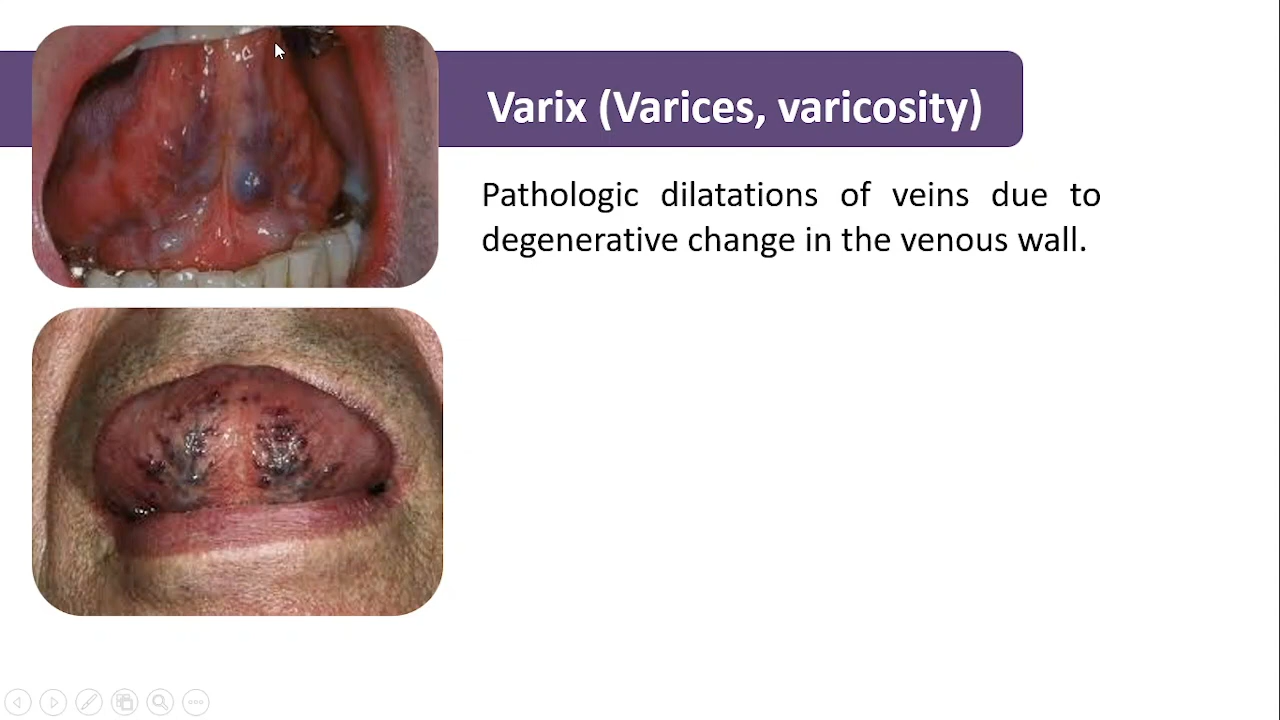 Varix (Varices, varicosity)
Pathologic dilatations of veins due to
degenerative change in the venous wall.